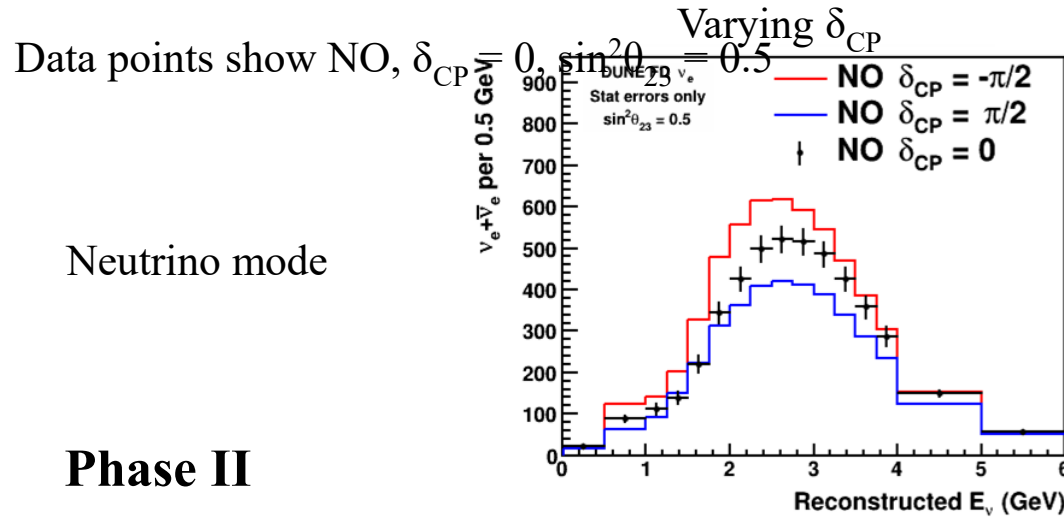 Varying δCP
Data points show NO, δCP = 0, sin²θ23 = 0.5
DUNE FD νe
Stat errors only
sin²θ23 = 0.5
NO δCP = -π/2
NO δCP = π/2
NO δCP = 0
νe+ν̅e per 0.5 GeV
900
800
700
600
500
400
300
200
100
0
0 1 2 3 4 5 6
Reconstructed Eν (GeV)
Neutrino mode
Phase II